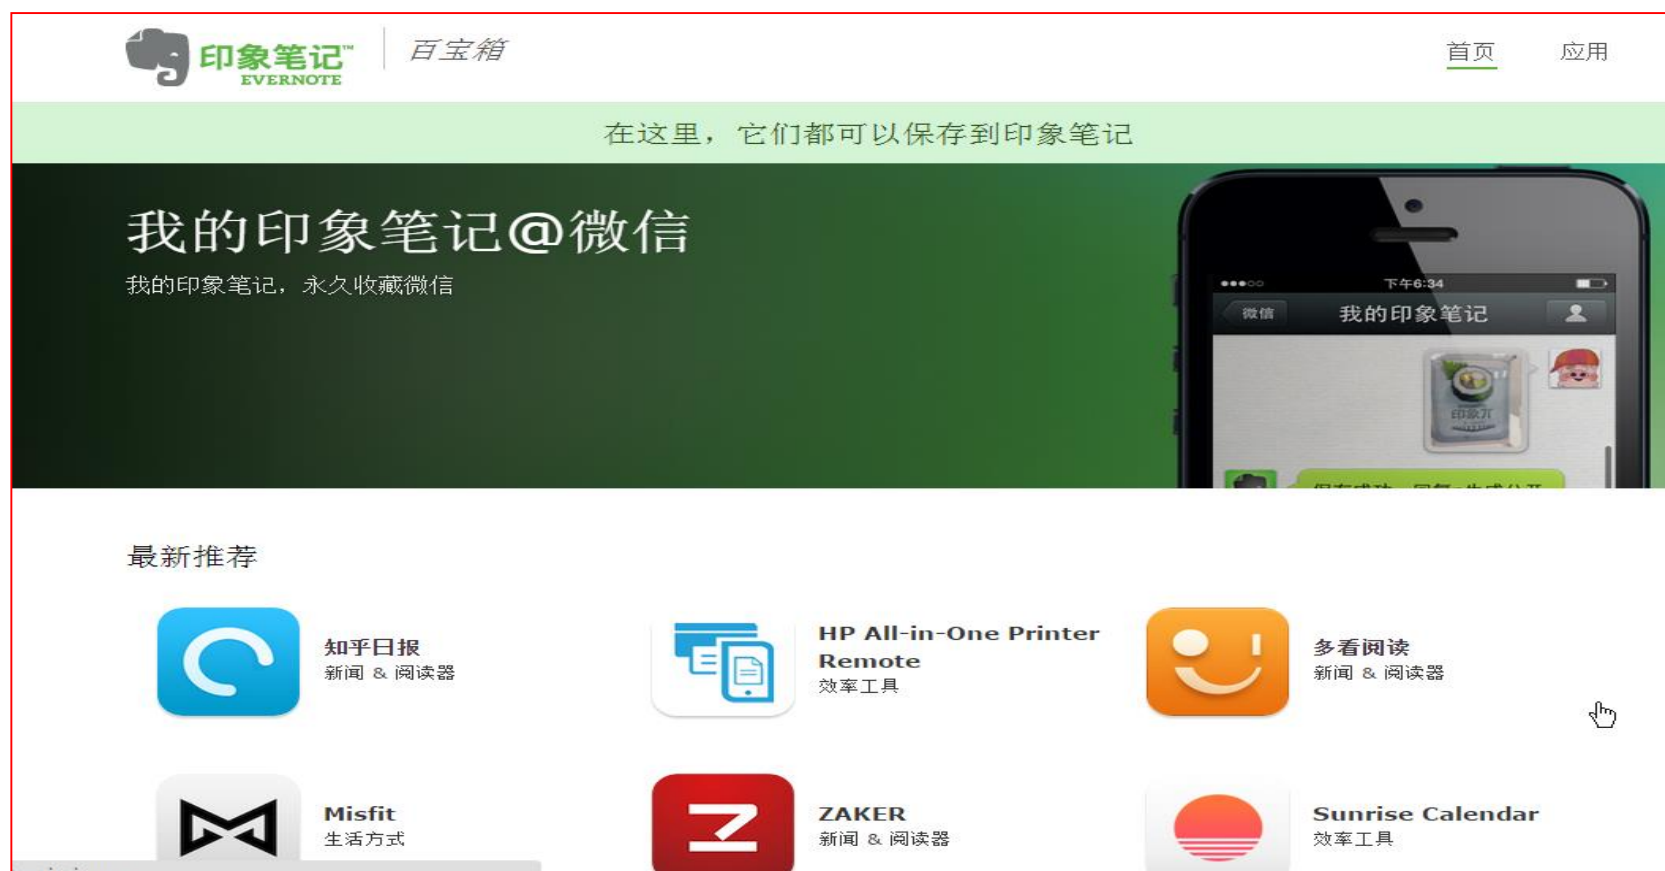 印象笔记™
EVERNOTE
百宝箱
首页
应用
在这里，它们都可以保存到印象笔记
我的印象笔记@微信
我的印象笔记，永久收藏微信
下午6:34
微信
我的印象笔记
印象π
最新推荐
知乎日报
新闻 & 阅读器
HP All-in-One Printer
Remote
效率工具
多看阅读
新闻 & 阅读器
Misfit
生活方式
ZAKER
新闻 & 阅读器
Sunrise Calendar
效率工具